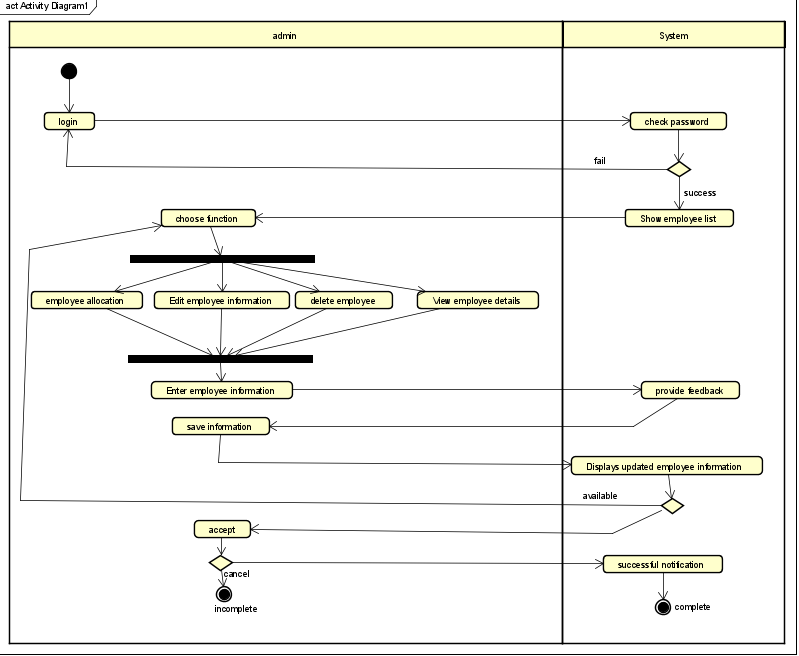 act Activity Diagram1
admin
System
login
check password
fail
success
choose function
Show employee list
employee allocation
Edit employee information
delete employee
View employee details
Enter employee information
provide feedback
save information
Displays updated employee information
available
accept
successful notification
cancel
incomplete
complete